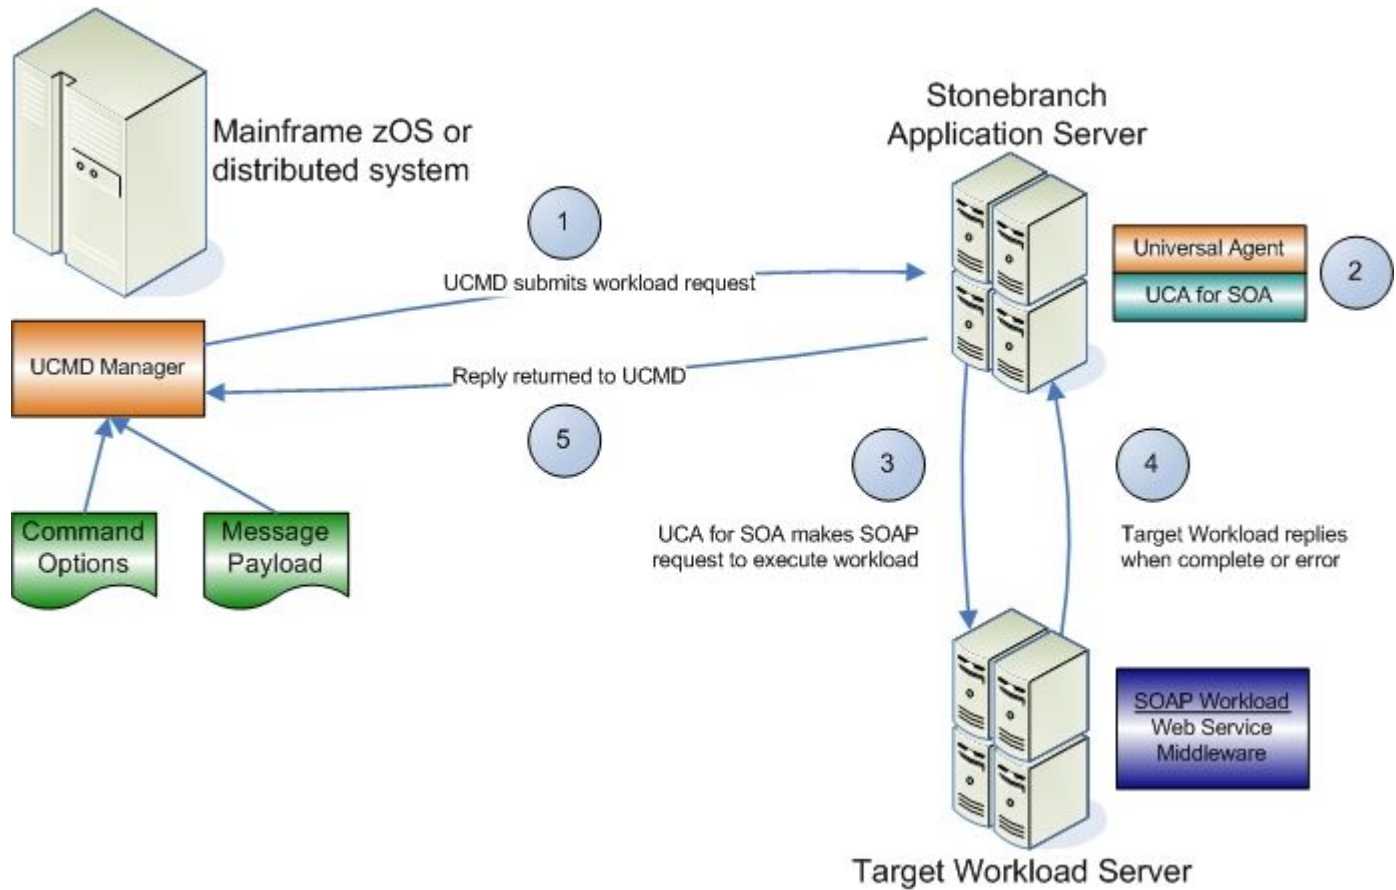 Mainframe zOS or
distributed system
Stonebranch
Application Server
1
UCMD submits workload request
Universal Agent
UCA for SOA
2
UCMD Manager
Reply returned to UCMD
5
3
4
UCA for SOA makes SOAP
request to execute workload
Target Workload replies
when complete or error
Command
Options
Message
Payload
SOAP Workload
Web Service
Middleware
Target Workload Server